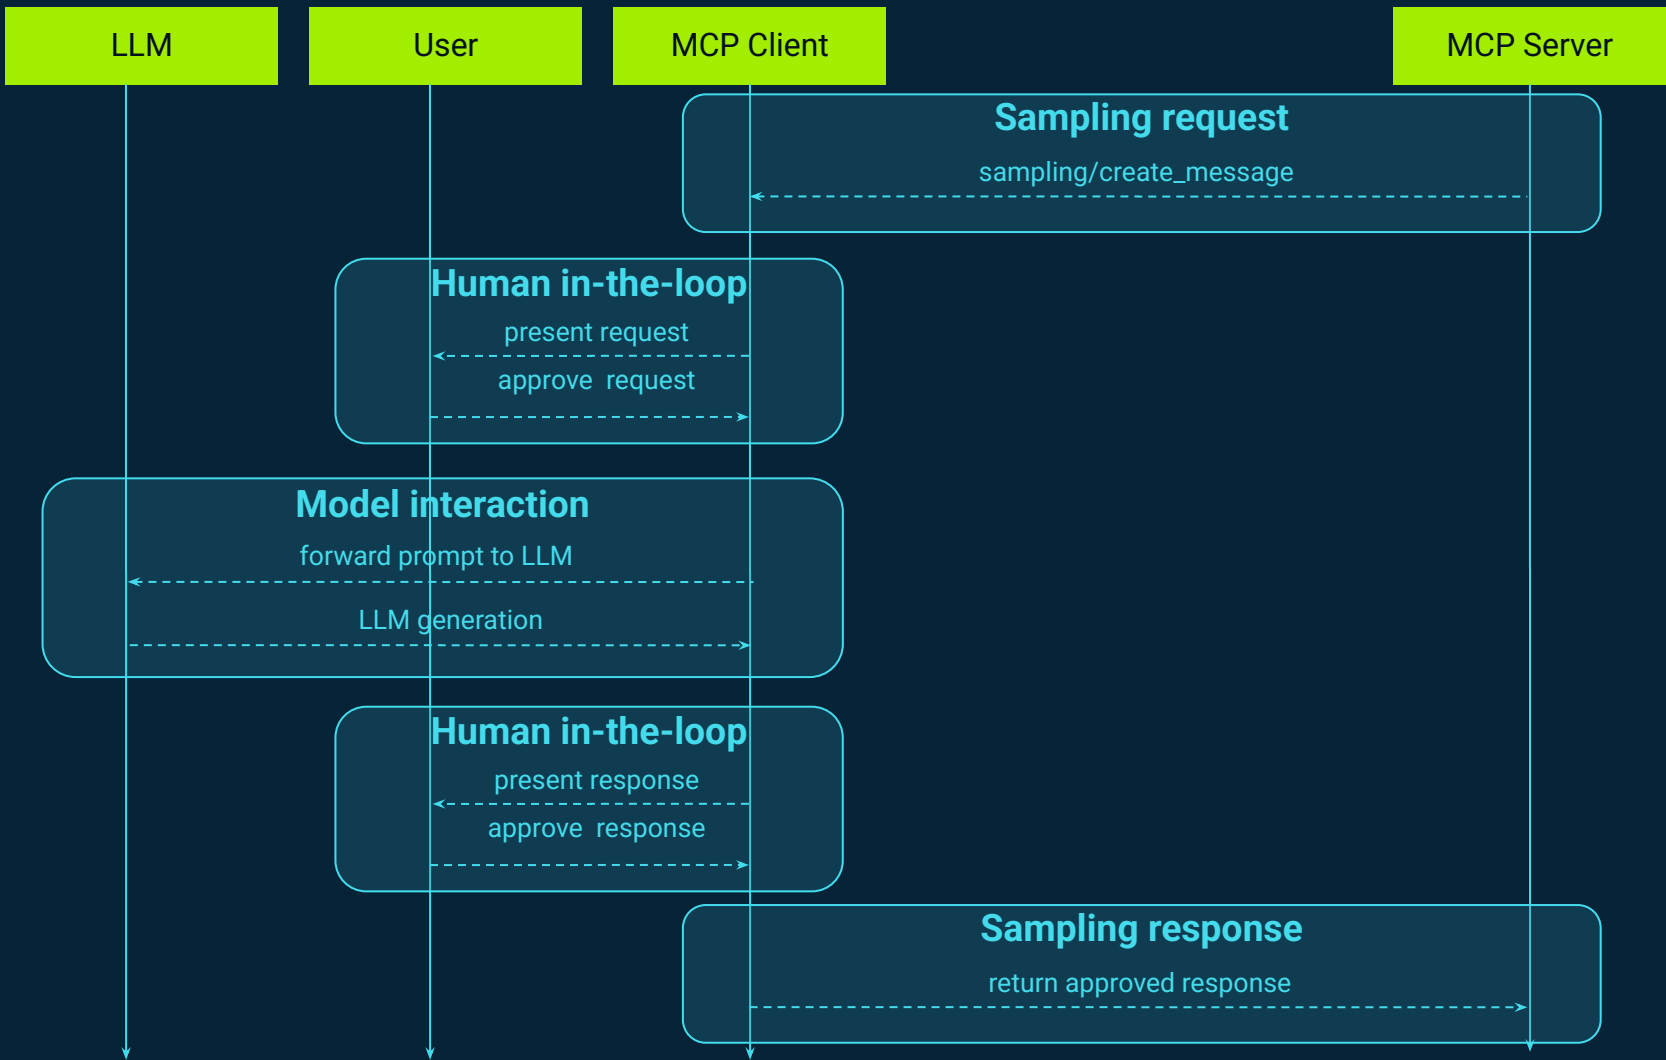 LLM
User
MCP Client
MCP Server
Sampling request
sampling/create_message
Human in-the-loop
present request
approve request
Model interaction
forward prompt to LLM
LLM generation
Human in-the-loop
present response
approve response
Sampling response
return approved response